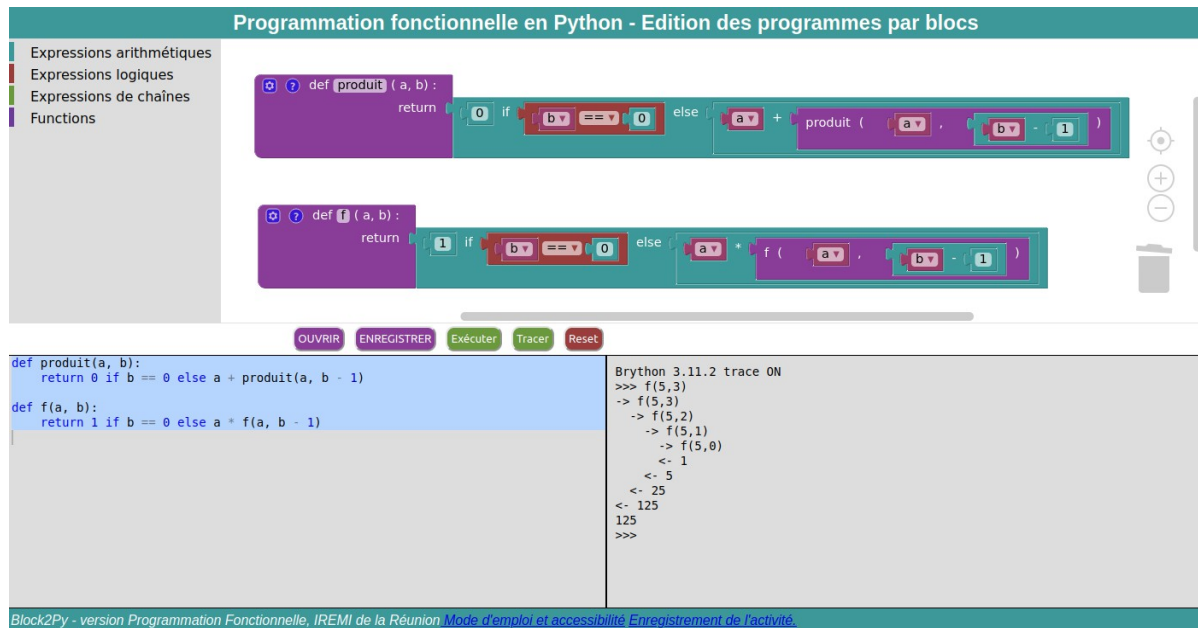 Programmation fonctionnelle en Python - Edition des programmes par blocs
Expressions arithmétiques
Expressions logiques
Expressions de chaînes
Functions
? def produit ( a, b) :
return 0 if b ▾ == ▾ 0 else a ▾ + produit ( a ▾ , b ▾ - 1 )
? def f ( a, b) :
return 1 if b ▾ == ▾ 0 else a ▾ * f ( a ▾ , b ▾ - 1 )
OUVRIR ENREGISTRER Exécuter Tracer Reset
def produit(a, b):
    return 0 if b == 0 else a + produit(a, b - 1)
def f(a, b):
    return 1 if b == 0 else a * f(a, b - 1)
Brython 3.11.2 trace ON
>>> f(5,3)
-> f(5,3)
  -> f(5,2)
    -> f(5,1)
      -> f(5,0)
      <- 1
    <- 5
  <- 25
<- 125
125
>>>
Block2Py - version Programmation Fonctionnelle, IREMI de la Réunion Mode d'emploi et accessibilité Enregistrement de l'activité.